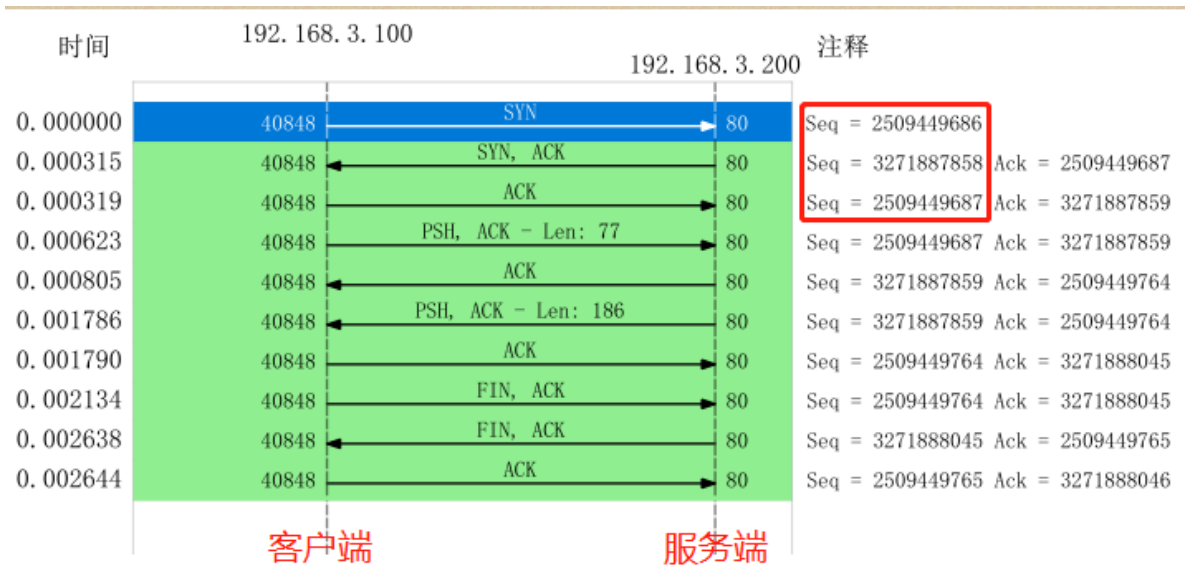 时间 192. 168. 3. 100 192. 168. 3. 200 注释
0. 000000 40848 SYN 80 Seq = 2509449686
0. 000315 40848 SYN, ACK 80 Seq = 3271887858 Ack = 2509449687
0. 000319 40848 ACK 80 Seq = 2509449687 Ack = 3271887859
0. 000623 40848 PSH, ACK - Len: 77 80 Seq = 2509449687 Ack = 3271887859
0. 000805 40848 ACK 80 Seq = 3271887859 Ack = 2509449764
0. 001786 40848 PSH, ACK - Len: 186 80 Seq = 3271887859 Ack = 2509449764
0. 001790 40848 ACK 80 Seq = 2509449764 Ack = 3271888045
0. 002134 40848 FIN, ACK 80 Seq = 2509449764 Ack = 3271888045
0. 002638 40848 FIN, ACK 80 Seq = 3271888045 Ack = 2509449765
0. 002644 40848 ACK 80 Seq = 2509449765 Ack = 3271888046
客户端 服务端